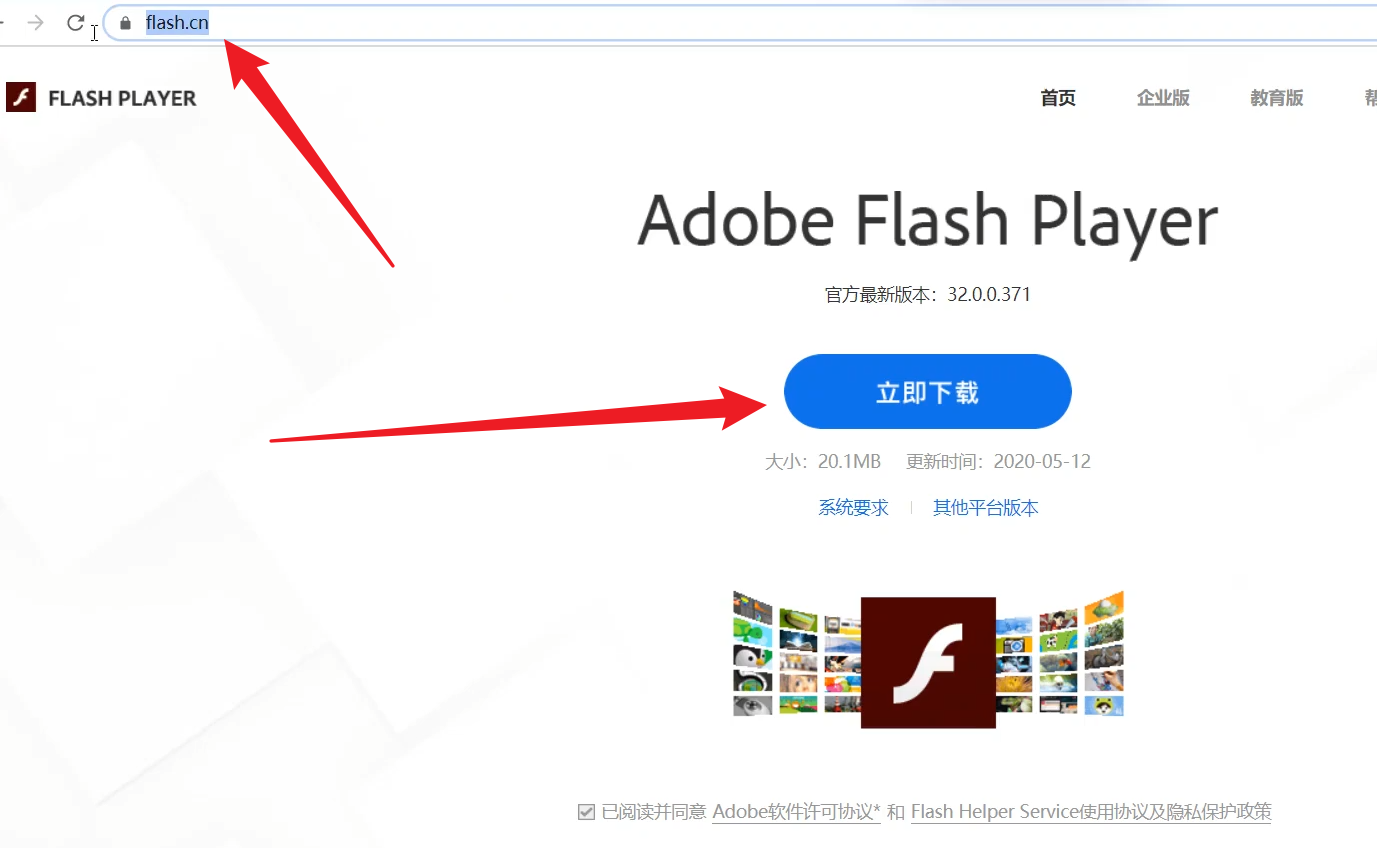 flash.cn
FLASH PLAYER
首页 企业版 教育版
Adobe Flash Player
官方最新版本：32.0.0.371
立即下载
大小：20.1MB 更新时间：2020-05-12
系统要求 其他平台版本
已阅读并同意 Adobe软件许可协议* 和 Flash Helper Service使用协议及隐私保护政策